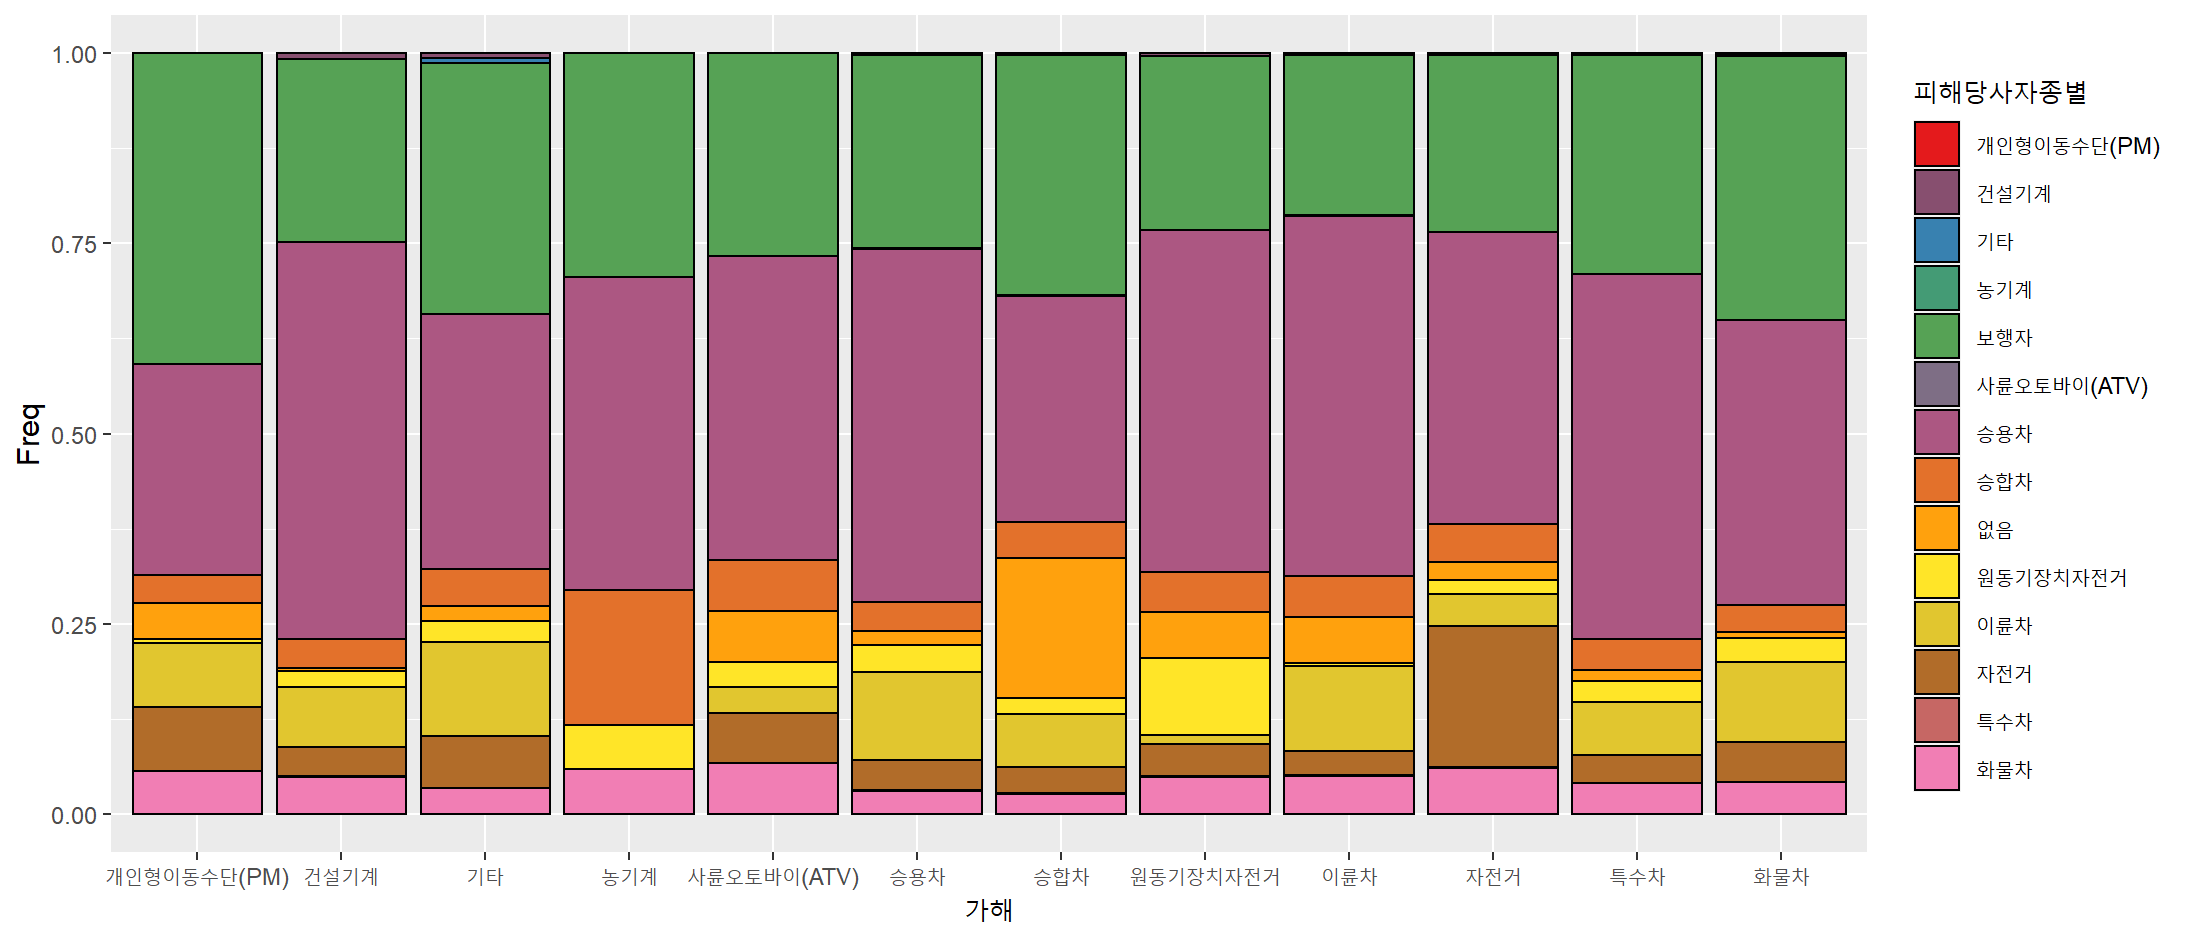 1.00
0.75
0.50
0.25
0.00
Freq
개인형이동수단(PM)
건설기계
기타
농기계
사륜오토바이(ATV)
승용차
승합차
원동기장치자전거
이륜차
자전거
특수차
화물차
가해
피해당사자종별
개인형이동수단(PM)
건설기계
기타
농기계
보행자
사륜오토바이(ATV)
승용차
승합차
없음
원동기장치자전거
이륜차
자전거
특수차
화물차